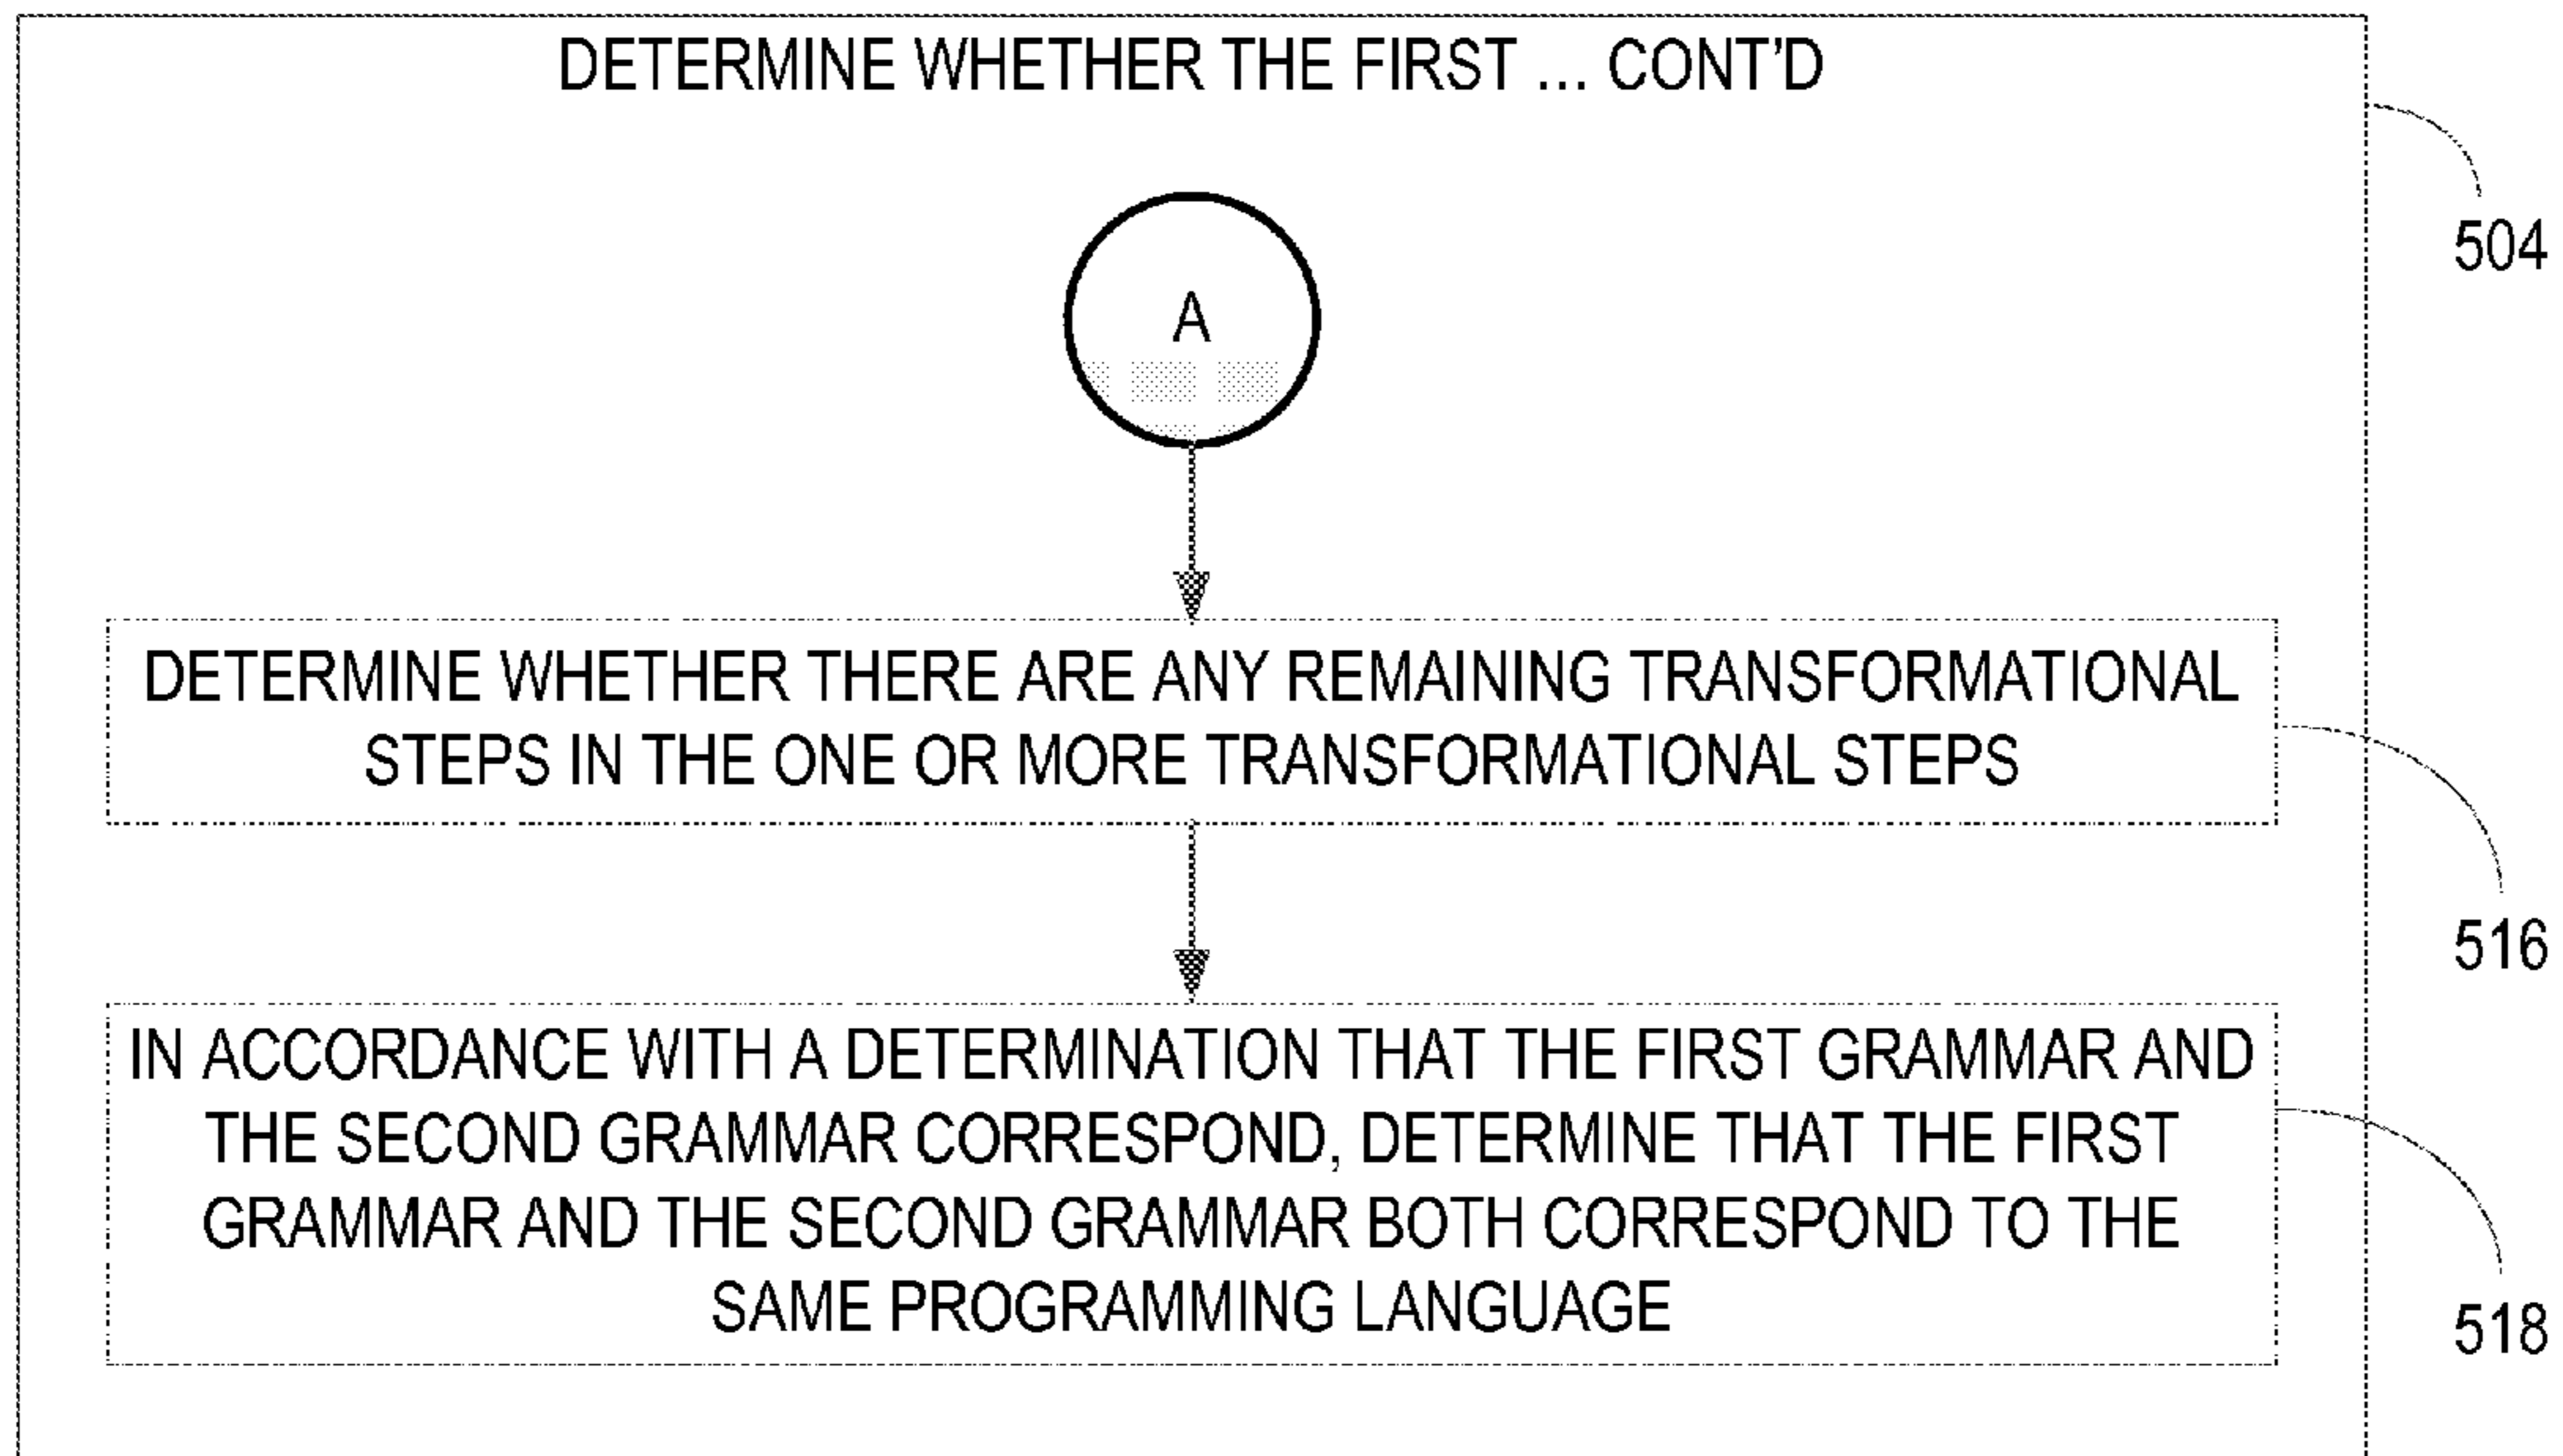 DETERMINE WHETHER THE FIRST ... CONT'D
504
A
DETERMINE WHETHER THERE ARE ANY REMAINING TRANSFORMATIONAL
STEPS IN THE ONE OR MORE TRANSFORMATIONAL STEPS
516
IN ACCORDANCE WITH A DETERMINATION THAT THE FIRST GRAMMAR AND
THE SECOND GRAMMAR CORRESPOND, DETERMINE THAT THE FIRST
GRAMMAR AND THE SECOND GRAMMAR BOTH CORRESPOND TO THE
SAME PROGRAMMING LANGUAGE
518